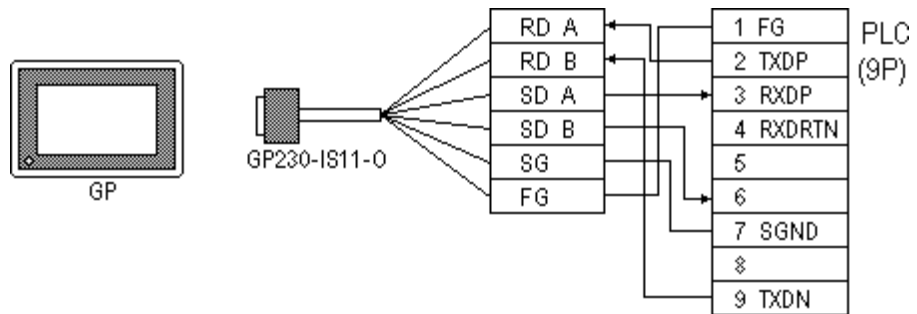 GP
GP230-IS11-O
RD A
RD B
SD A
SD B
SG
FG
1 FG
2 TXDP
3 RXDP
4 RXDRTN
5
6
7 SGND
8
9 TXDN
PLC
(9P)